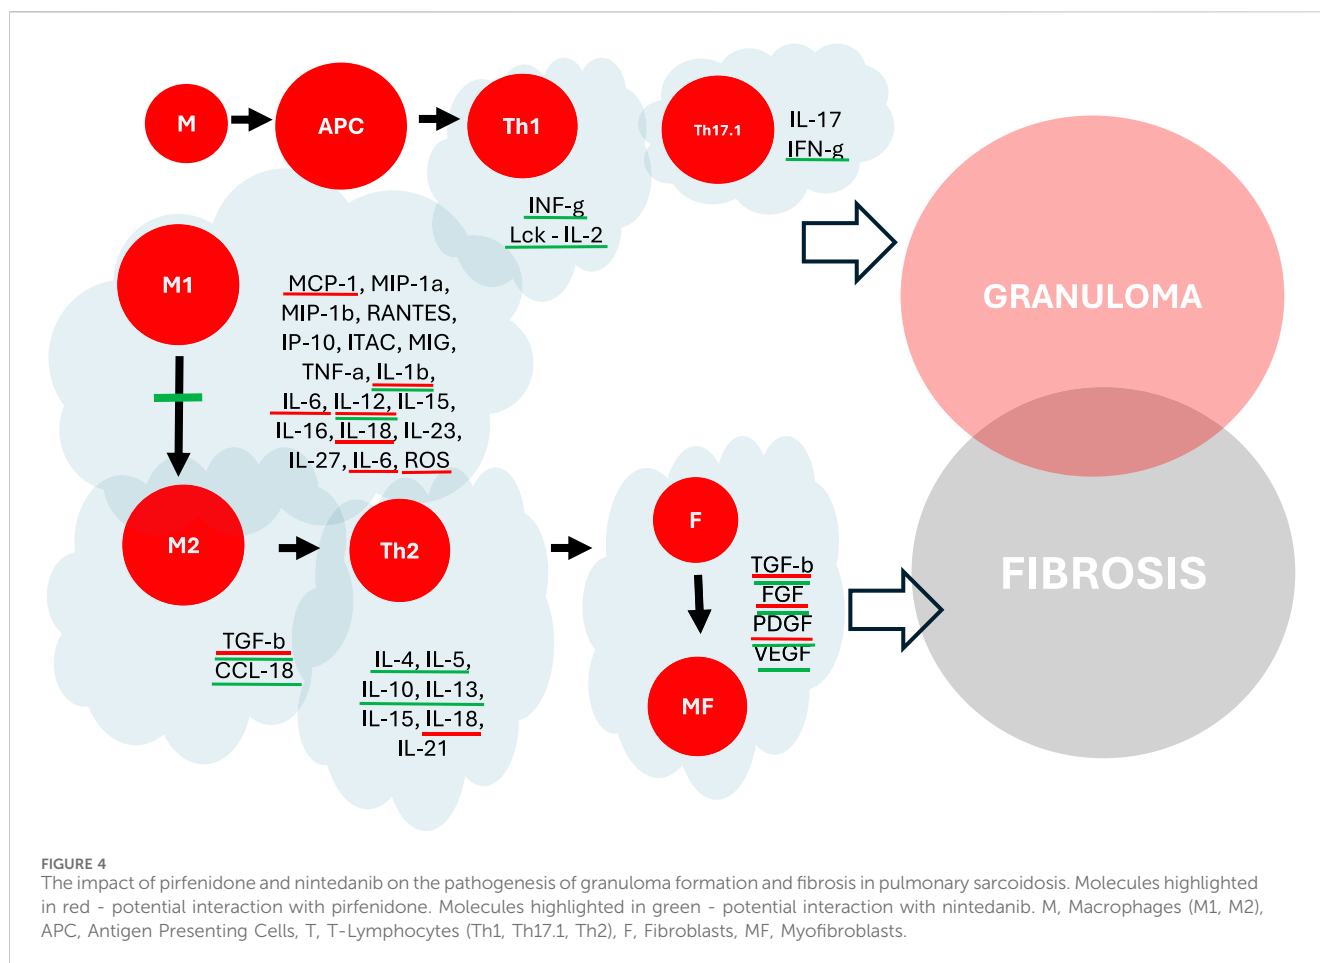 M
APC
Th1
Th17.1
IL-17
IFN-g
INF-g
Lck - IL-2
M1
MCP-1, MIP-1a,
MIP-1b, RANTES,
IP-10, ITAC, MIG,
TNF-a, IL-1b,
IL-6, IL-12, IL-15,
IL-16, IL-18, IL-23,
IL-27, IL-6, ROS
GRANULOMA
M2
Th2
TGF-b
CCL-18
IL-4, IL-5,
IL-10, IL-13,
IL-15, IL-18,
IL-21
F
MF
TGF-b
FGF
PDGF
VEGF
FIBROSIS
FIGURE 4
The impact of pirfenidone and nintedanib on the pathogenesis of granuloma formation and fibrosis in pulmonary sarcoidosis. Molecules highlighted
in red - potential interaction with pirfenidone. Molecules highlighted in green - potential interaction with nintedanib. M, Macrophages (M1, M2),
APC, Antigen Presenting Cells, T, T-Lymphocytes (Th1, Th17.1, Th2), F, Fibroblasts, MF, Myofibroblasts.